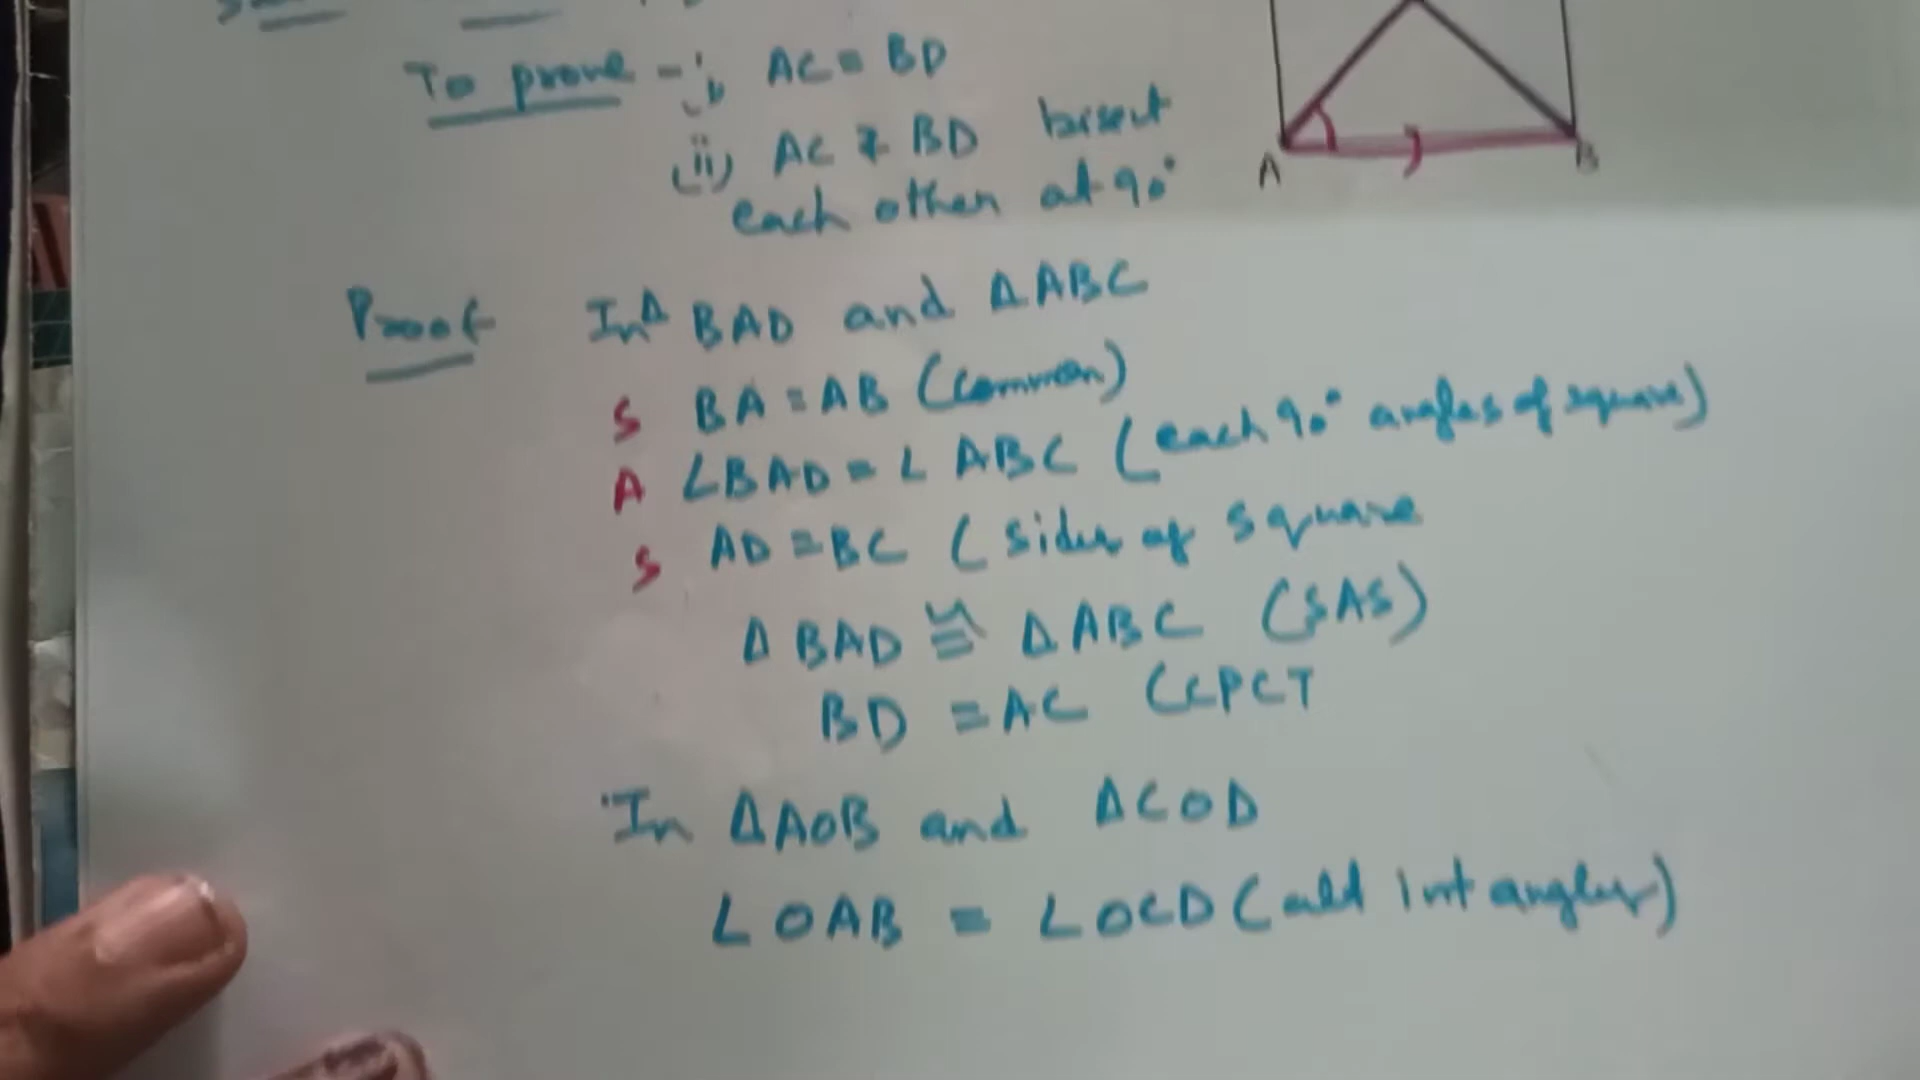 To prove - i) AC = BD
(ii) AC & BD bisect
each other at 90°
A B
Proof In Δ BAD and Δ ABC
S BA = AB (Common)
A ∠BAD = ∠ABC (each 90° angles of square)
S AD = BC (sides of square
Δ BAD ≅ Δ ABC (SAS)
BD = AC (CPCT
In ΔAOB and ΔCOD
∠OAB = ∠OCD (alt int angles)